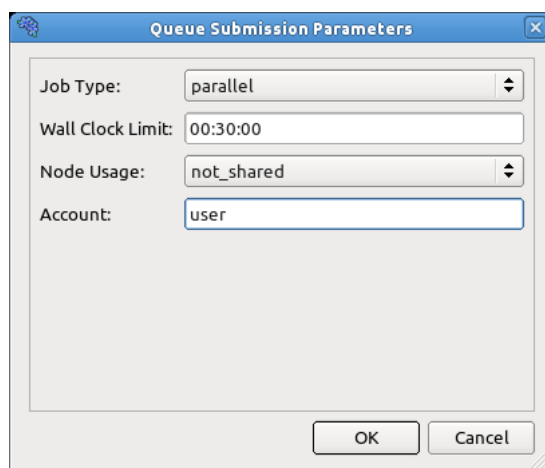 Queue Submission Parameters
Job Type: parallel
Wall Clock Limit: 00:30:00
Node Usage: not_shared
Account: user
OK Cancel